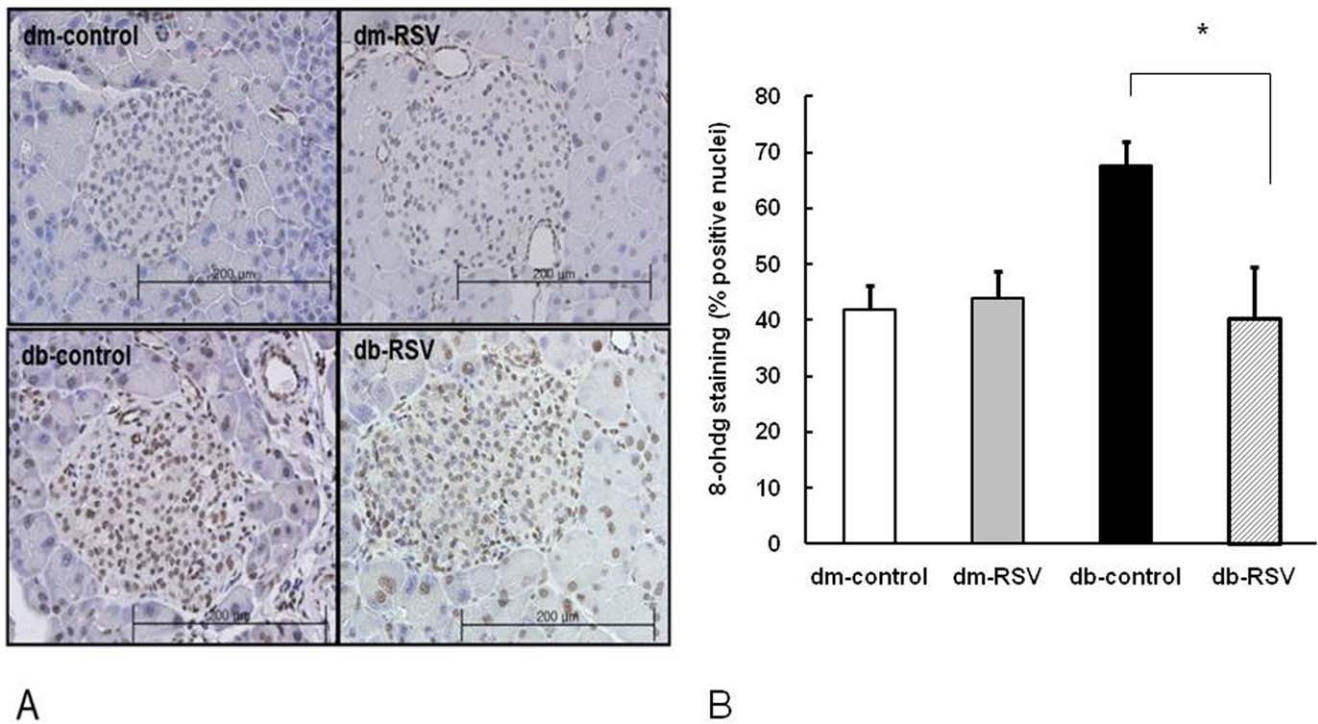 dm-control
dm-RSV
200 µm
200 µm
db-control
db-RSV
200 µm
200 µm
A
*
8-ohdg staining (% positive nuclei)
80
70
60
50
40
30
20
10
0
dm-control dm-RSV db-control db-RSV
B